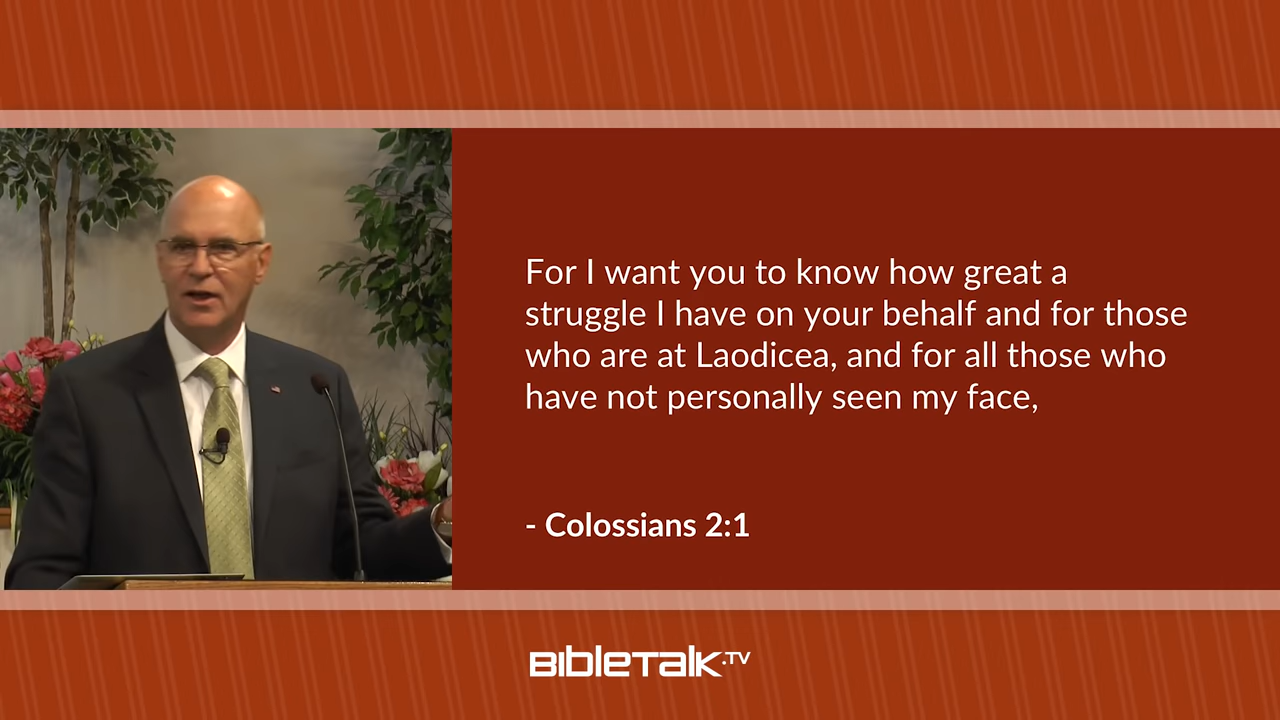 For I want you to know how great a
struggle I have on your behalf and for those
who are at Laodicea, and for all those who
have not personally seen my face,
- Colossians 2:1
BIBLETALK.TV